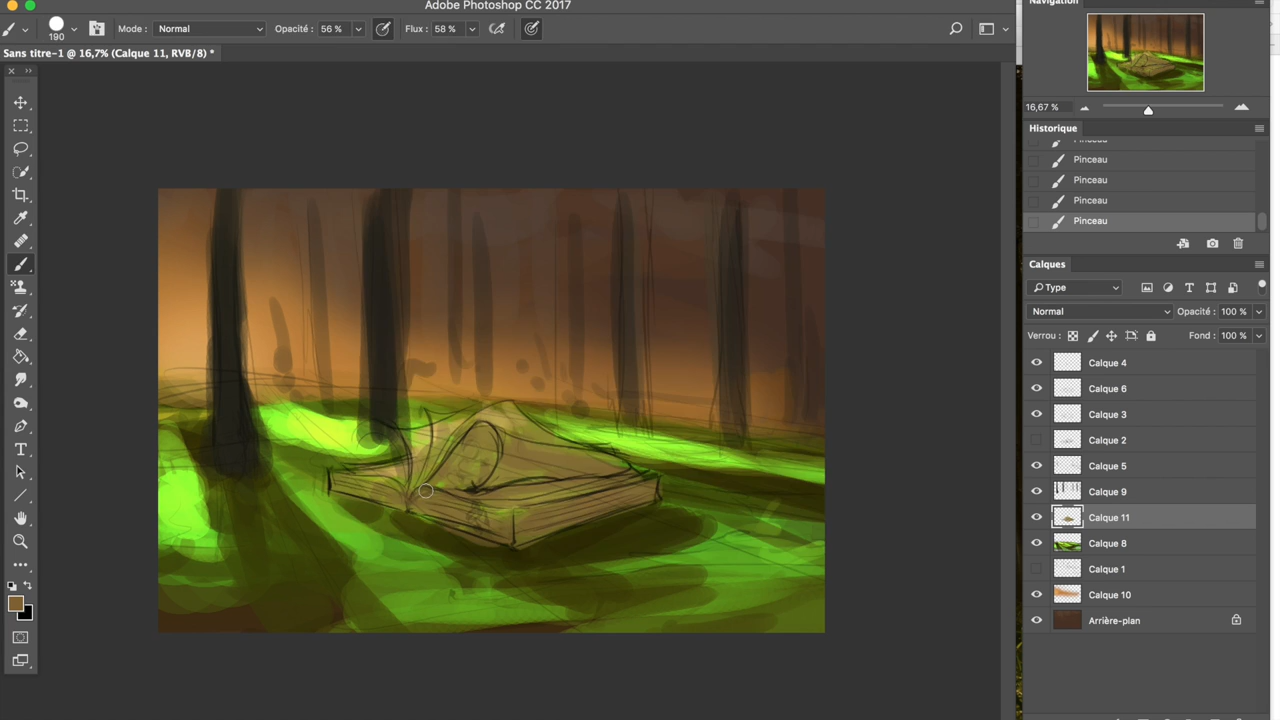 Adobe Photoshop CC 2017
Navigation
190
Mode : Normal
Opacité : 56 %
Flux : 58 %
Sans titre-1 @ 16,7% (Calque 11, RVB/8) *
16,67 %
Historique
Pinceau
Pinceau
Pinceau
Pinceau
Pinceau
Calques
Type
Normal
Opacité : 100 %
Verrou :
Fond : 100 %
Calque 4
Calque 6
Calque 3
Calque 2
Calque 5
Calque 9
Calque 11
Calque 8
Calque 1
Calque 10
Arrière-plan